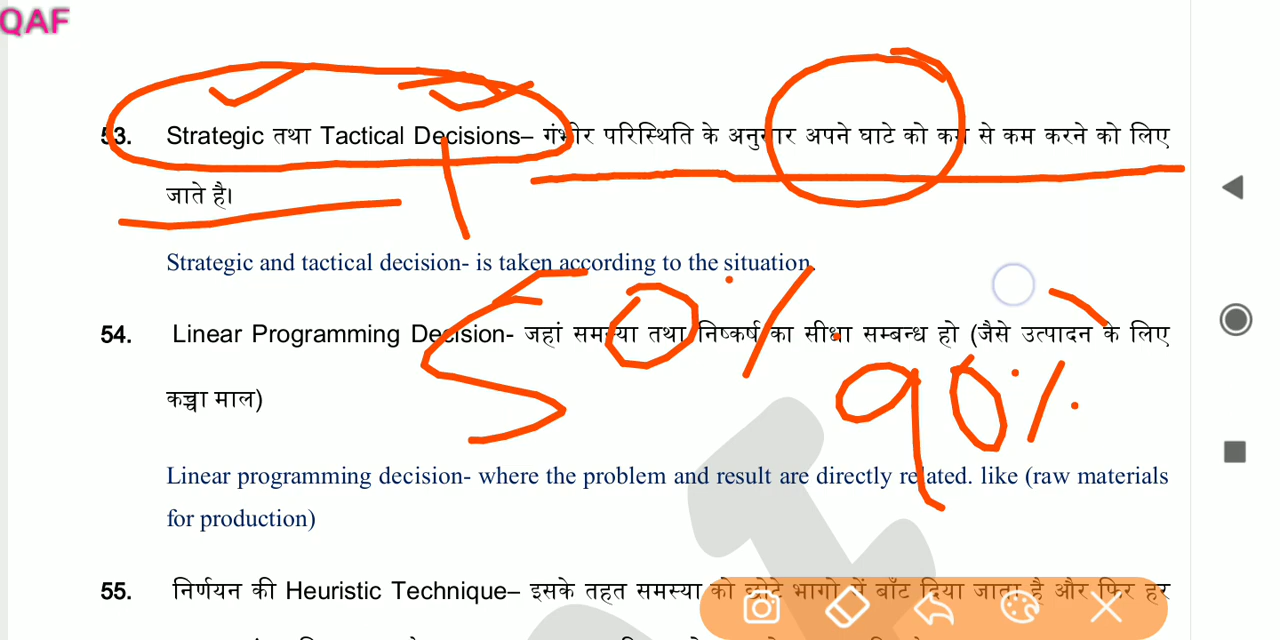 QAF
53. Strategic तथा Tactical Decisions– गंभीर परिस्थिति के अनुसार अपने घाटे को कम से कम करने को लिए
जाते है।
Strategic and tactical decision- is taken according to the situation.
50% 90%
54. Linear Programming Decision- जहां समस्या तथा निष्कर्ष का सीधा सम्बन्ध हो (जैसे उत्पादन के लिए
कच्चा माल)
Linear programming decision- where the problem and result are directly related. like (raw materials
for production)
55. निर्णयन की Heuristic Technique– इसके तहत समस्या को छोटे भागो में बाँट दिया जाता है और फिर हर